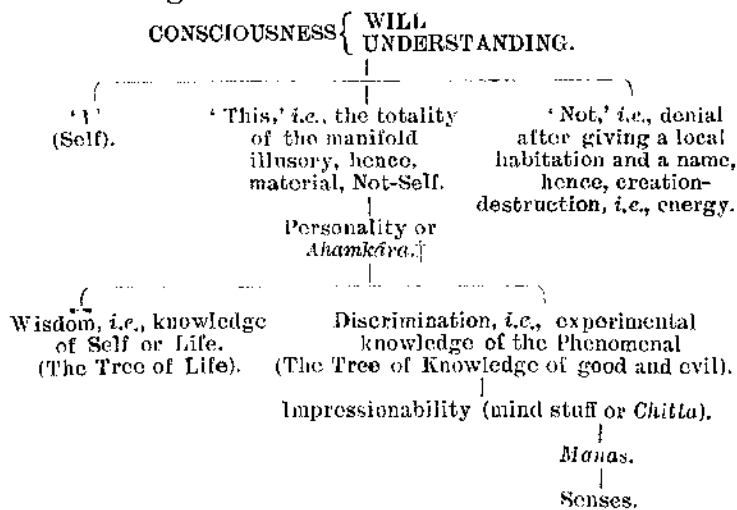 CONSCIOUSNESS { WILL
UNDERSTANDING.
'I'
(Self).
'This,' i.e., the totality
of the manifold
illusory, hence,
material, Not-Self.
'Not,' i.e., denial
after giving a local
habitation and a name,
hence, creation-
destruction, i.e., energy.
Personality or
Ahamkára.†
Wisdom, i.e., knowledge
of Self or Life.
(The Tree of Life).
Discrimination, i.e., experimental
knowledge of the Phenomenal
(The Tree of Knowledge of good and evil).
Impressionability (mind stuff or Chitta).
Manas.
Senses.